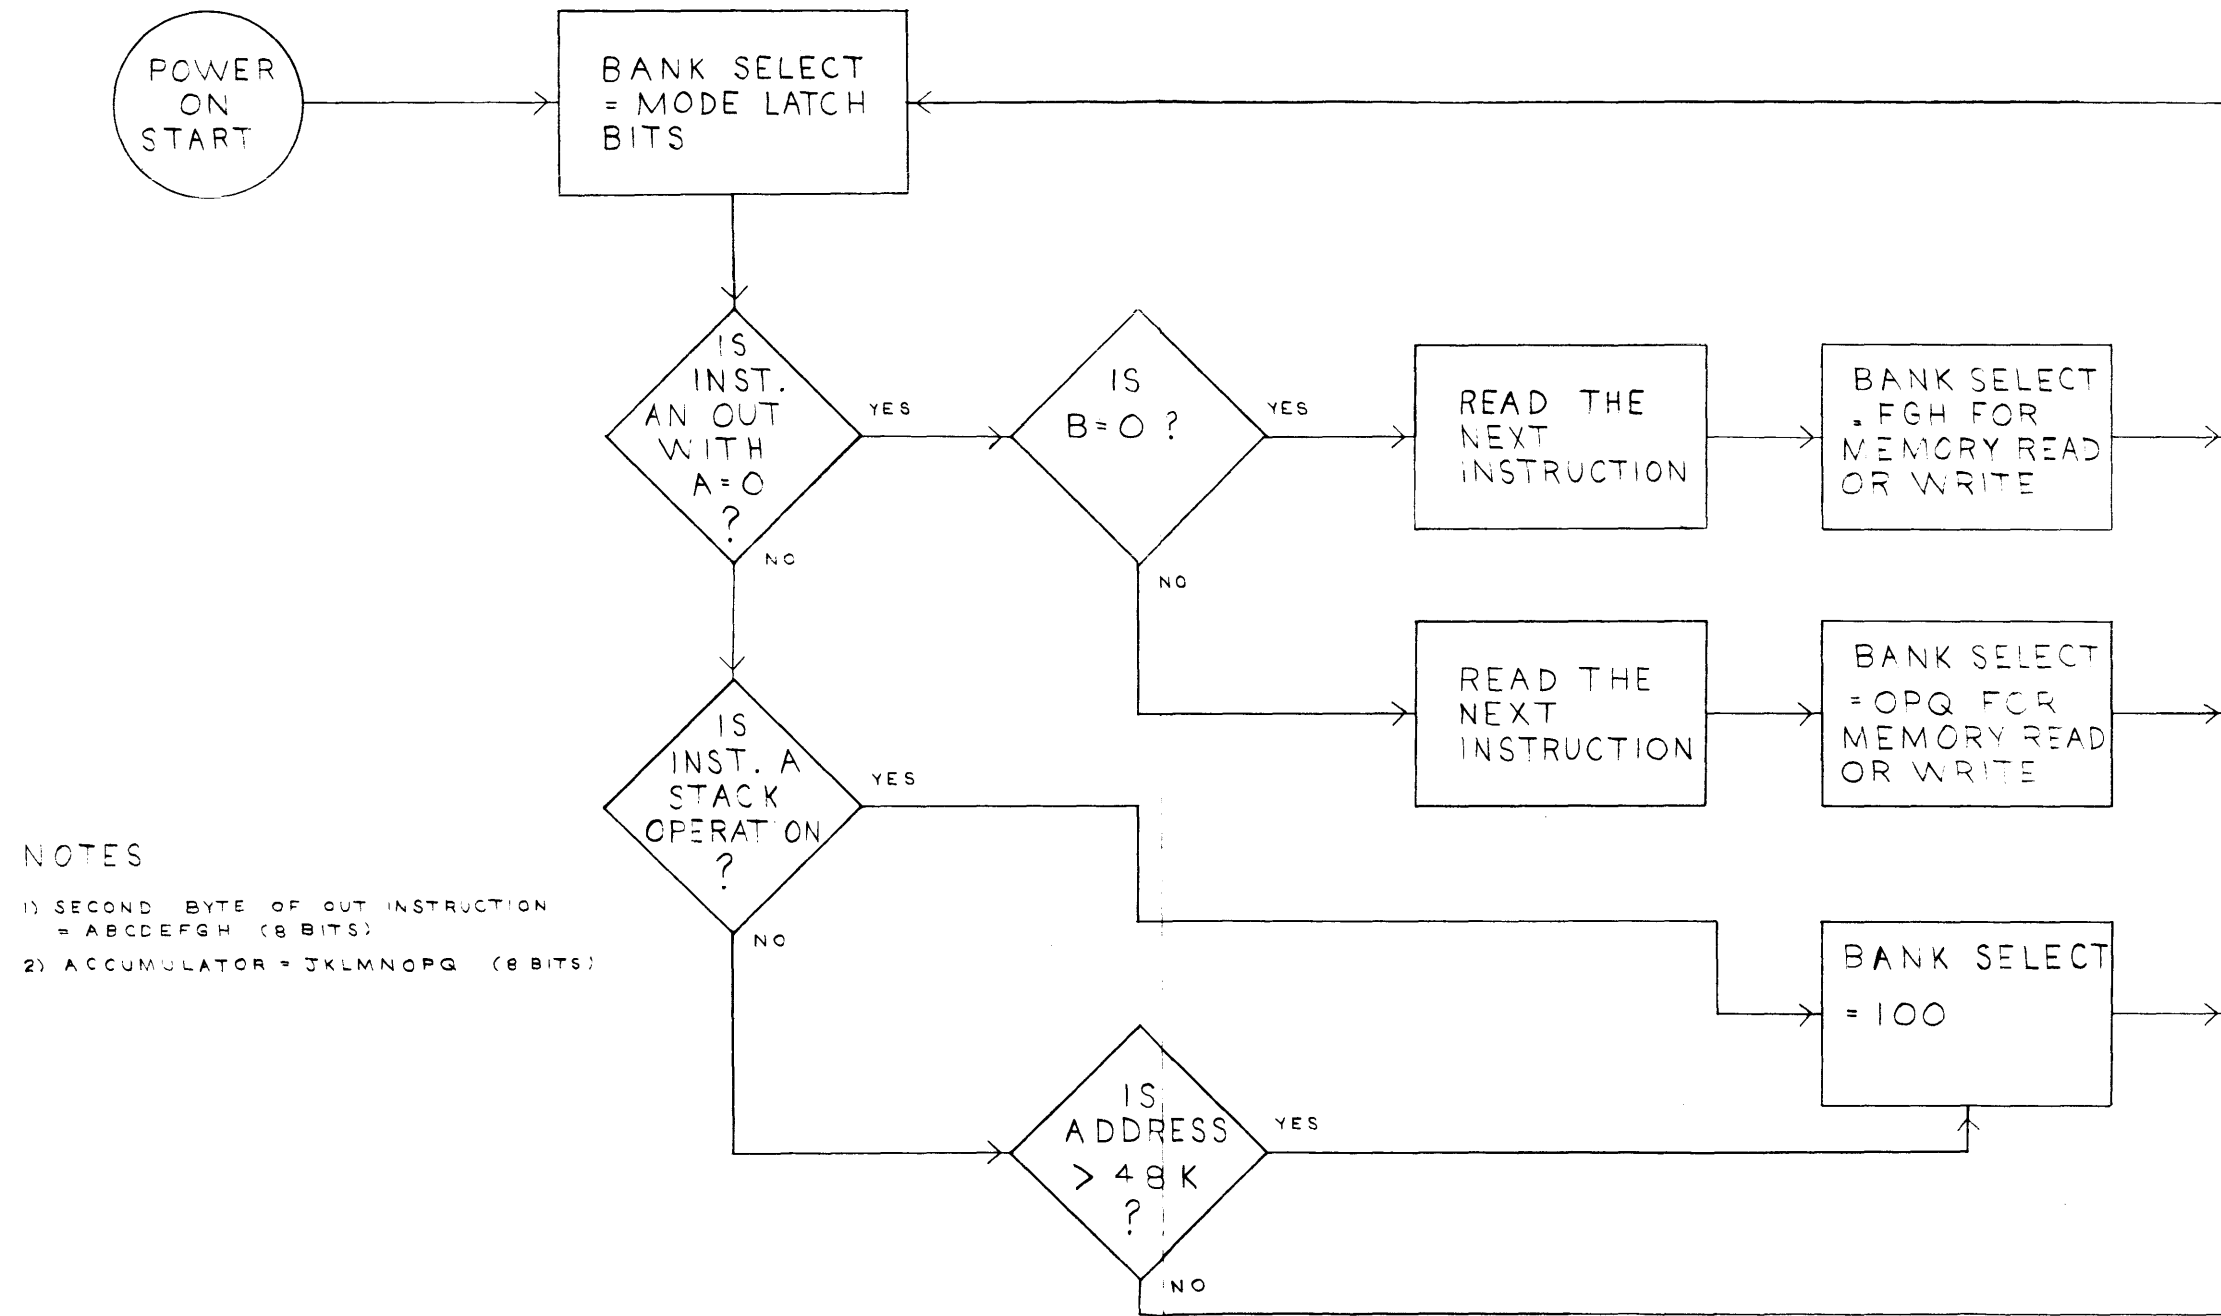 POWER
ON
START
BANK SELECT
= MODE LATCH
BITS
IS
INST.
AN OUT
WITH
A=0
?
YES
NO
IS
B=0 ?
YES
NO
READ THE
NEXT
INSTRUCTION
BANK SELECT
= FGH FOR
MEMORY READ
OR WRITE
READ THE
NEXT
INSTRUCTION
BANK SELECT
= OPQ FOR
MEMORY READ
OR WRITE
IS
INST. A
STACK
OPERATION
?
YES
NO
BANK SELECT
= 100
IS
ADDRESS
> 48K
?
YES
NO
NOTES
1) SECOND BYTE OF OUT INSTRUCTION
= ABCDEFGH (8 BITS)
2) ACCUMULATOR = JKLMNOPQ (8 BITS)